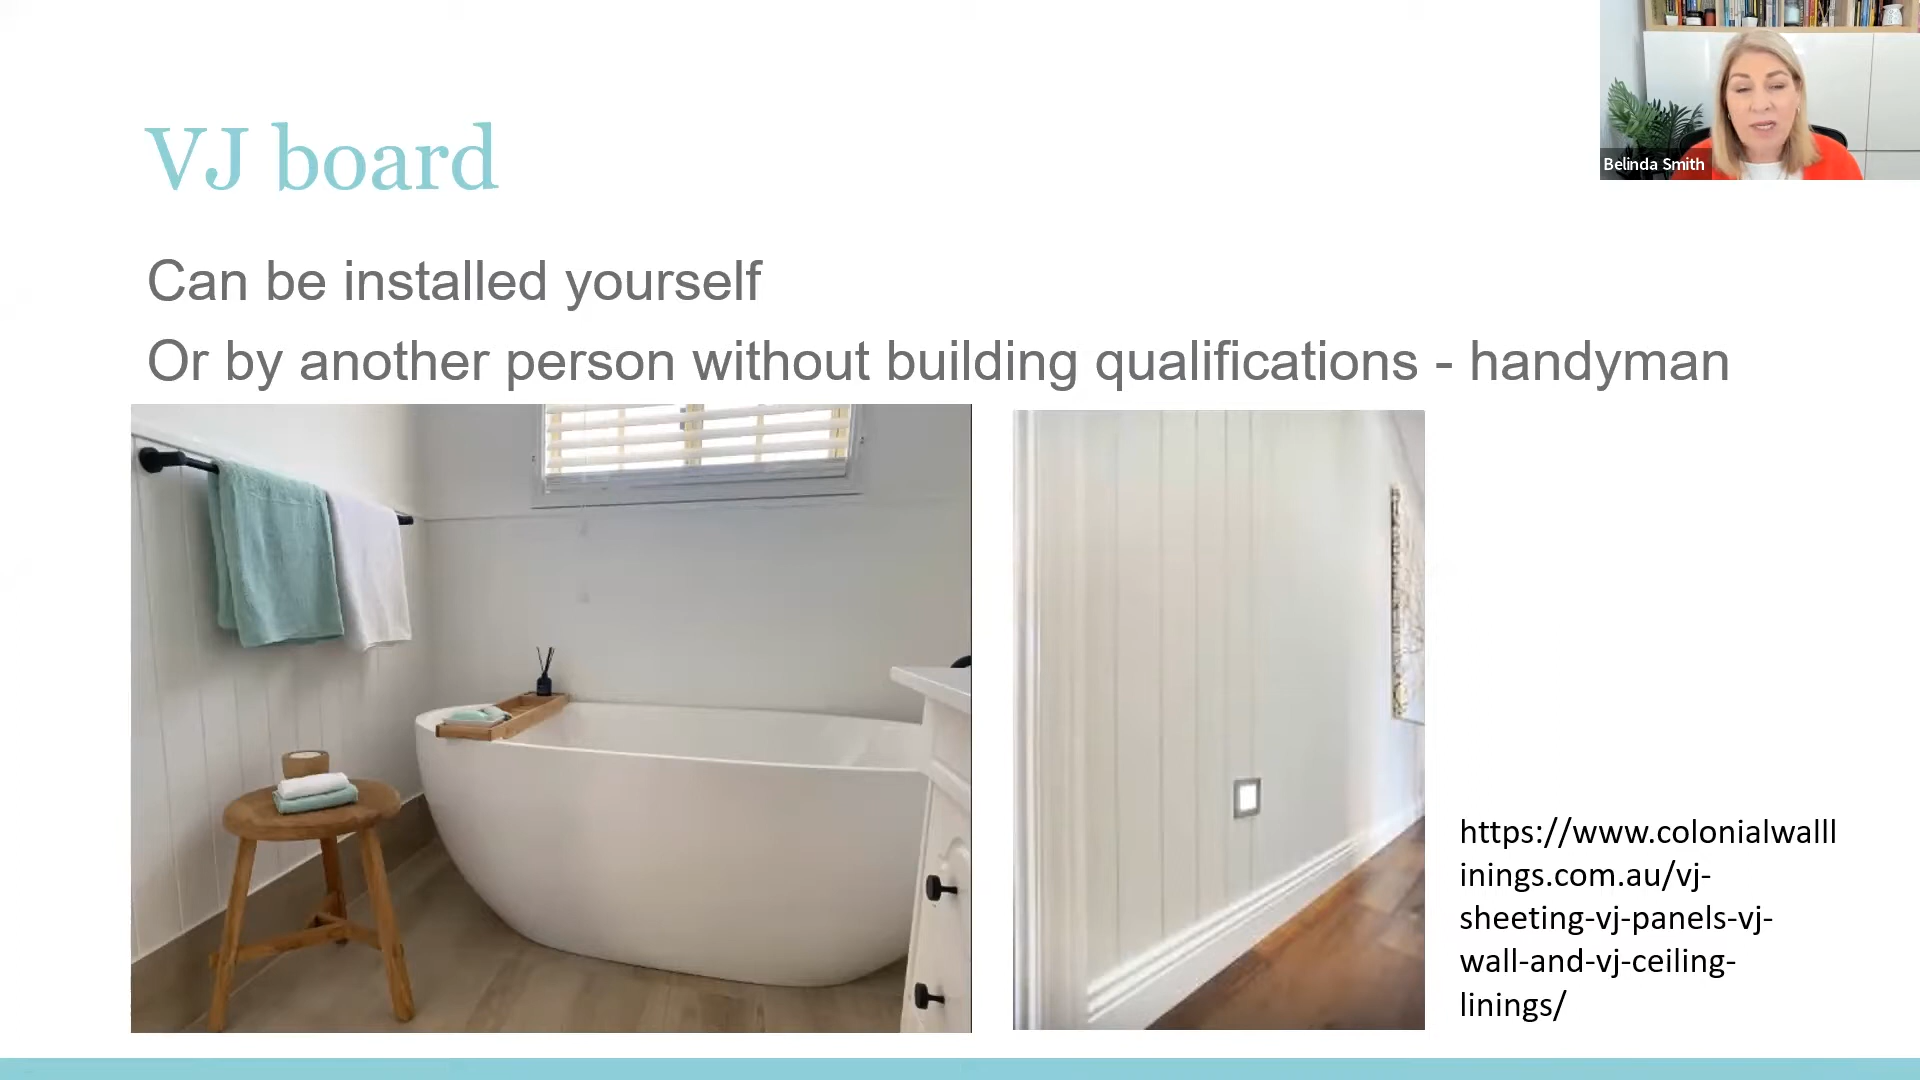 VJ board
Belinda Smith
Can be installed yourself
Or by another person without building qualifications - handyman
https://www.colonialwalll
inings.com.au/vj-
sheeting-vj-panels-vj-
wall-and-vj-ceiling-
linings/